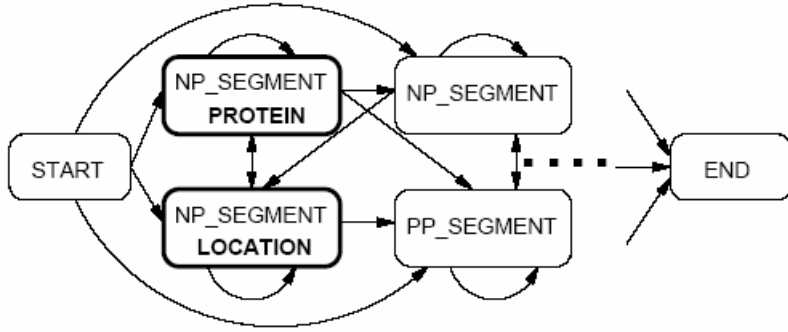 NP_SEGMENT
PROTEIN
NP_SEGMENT
START
END
NP_SEGMENT
LOCATION
PP_SEGMENT